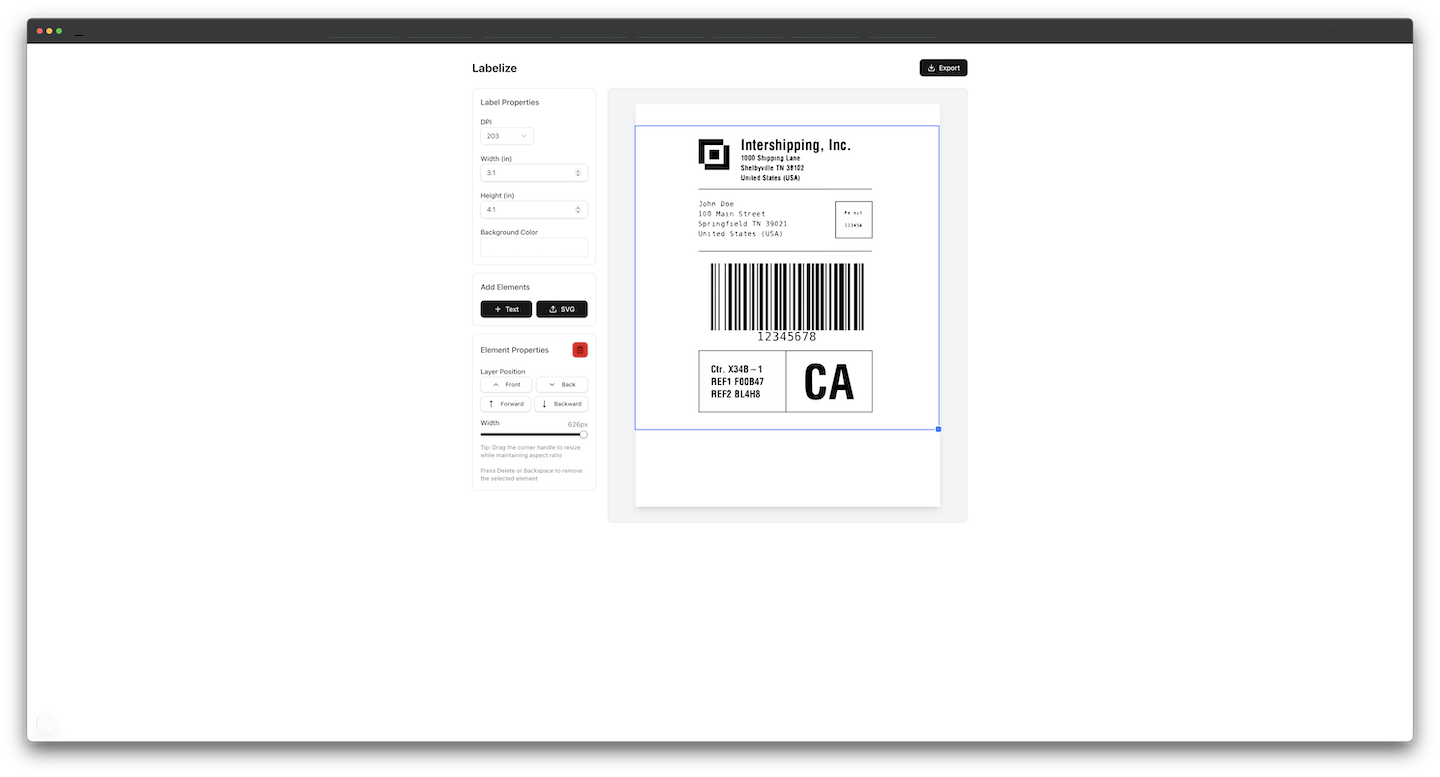 Labelize
Export
Label Properties
DPI
203
Width (in)
3.1
Height (in)
4.1
Background Color
Add Elements
+ Text
SVG
Element Properties
Layer Position
Front
Back
Forward
Backward
Width
626px
Tip: Drag the corner handle to resize
while maintaining aspect ratio
Press Delete or Backspace to remove
the selected element
Intershipping, Inc.
1000 Shipping Lane
Shelbyville TN 38102
United States (USA)
John Doe
100 Main Street
Springfield TN 39021
United States (USA)
123456
12345678
Ctr. X34B-1
REF1 F00B47
REF2 BL4H8
CA